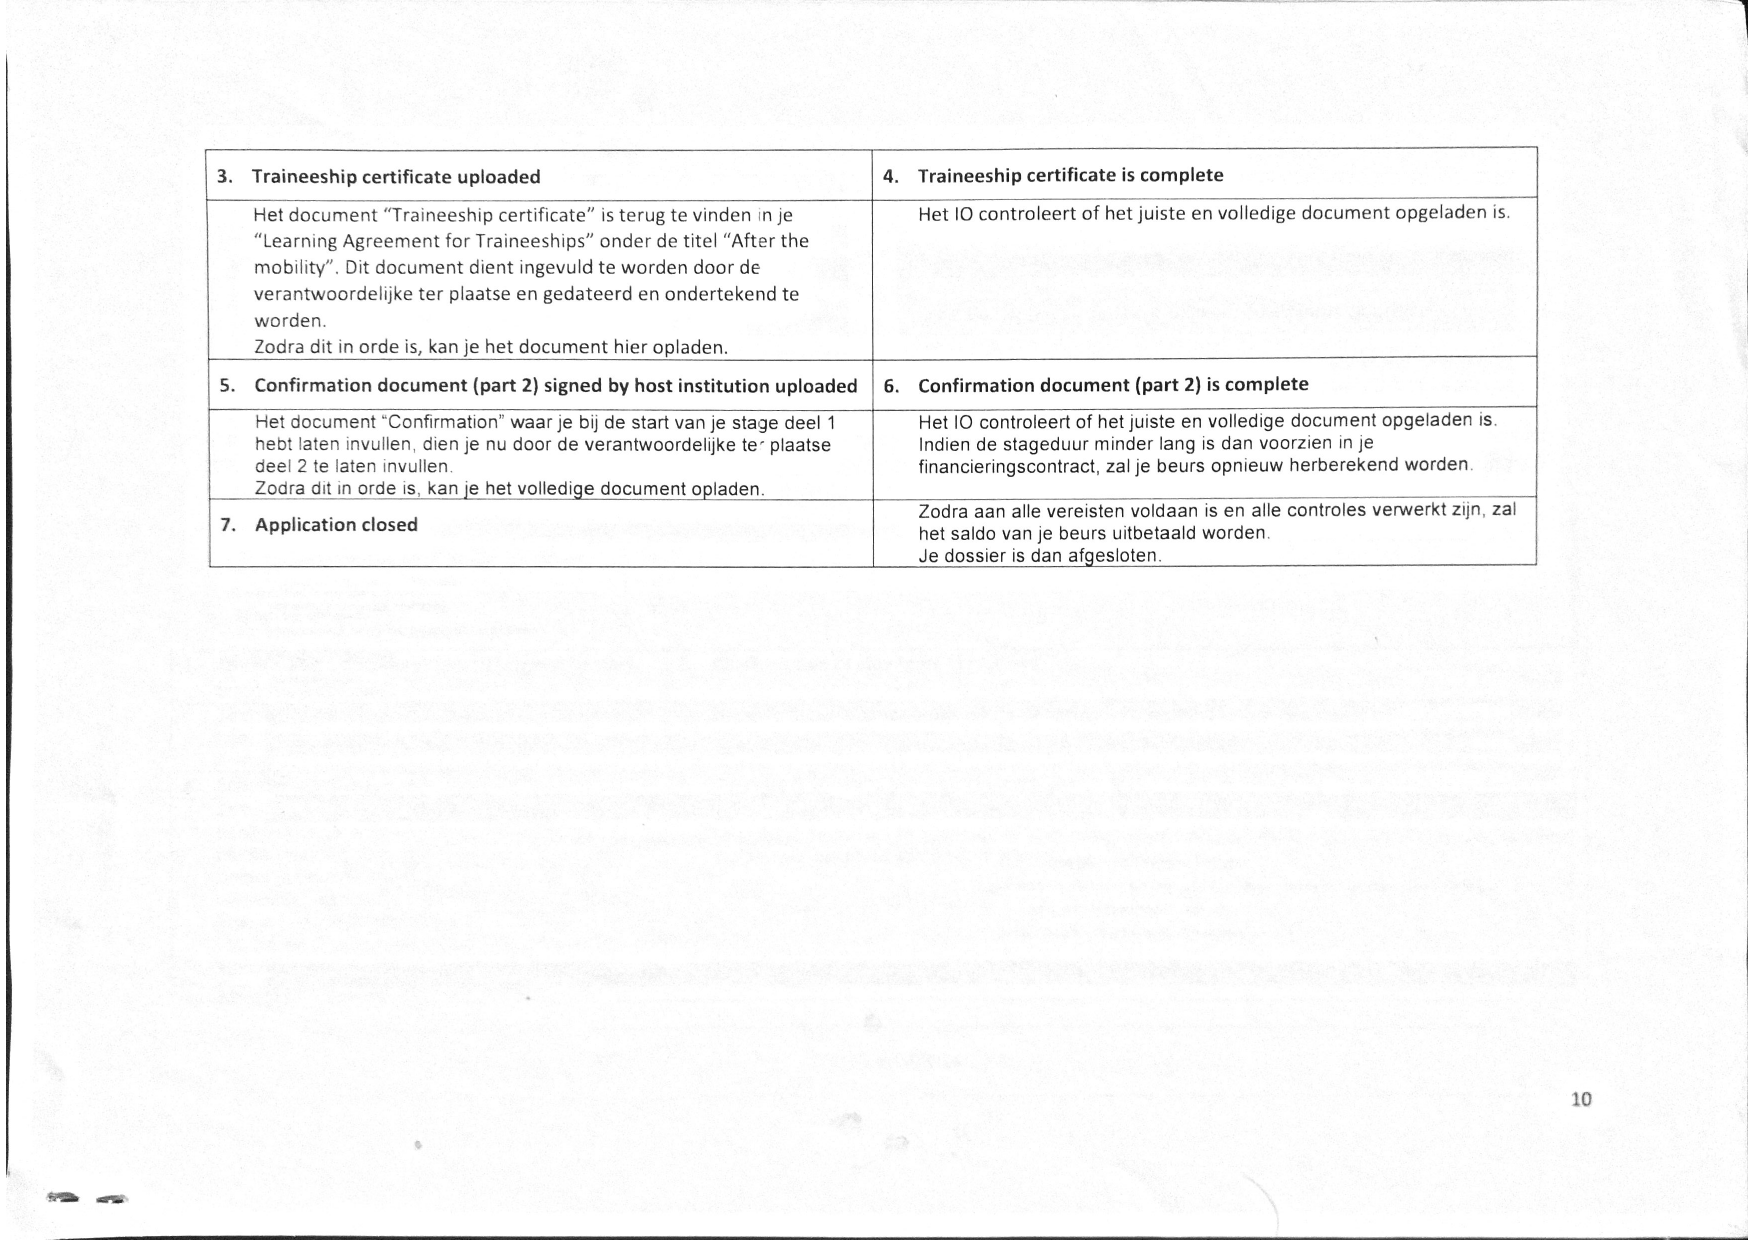 3. Traineeship certificate uploaded
4. Traineeship certificate is complete
Het document “Traineeship certificate” is terug te vinden in je
“Learning Agreement for Traineeships” onder de titel “After the
mobility”. Dit document dient ingevuld te worden door de
verantwoordelijke ter plaatse en gedateerd en ondertekend te
worden.
Zodra dit in orde is, kan je het document hier opladen.
Het IO controleert of het juiste en volledige document opgeladen is.
5. Confirmation document (part 2) signed by host institution uploaded
6. Confirmation document (part 2) is complete
Het document “Confirmation” waar je bij de start van je stage deel 1
hebt laten invullen, dien je nu door de verantwoordelijke ter plaatse
deel 2 te laten invullen.
Zodra dit in orde is, kan je het volledige document opladen.
Het IO controleert of het juiste en volledige document opgeladen is.
Indien de stageduur minder lang is dan voorzien in je
financieringscontract, zal je beurs opnieuw herberekend worden.
7. Application closed
Zodra aan alle vereisten voldaan is en alle controles verwerkt zijn, zal
het saldo van je beurs uitbetaald worden.
Je dossier is dan afgesloten.
10